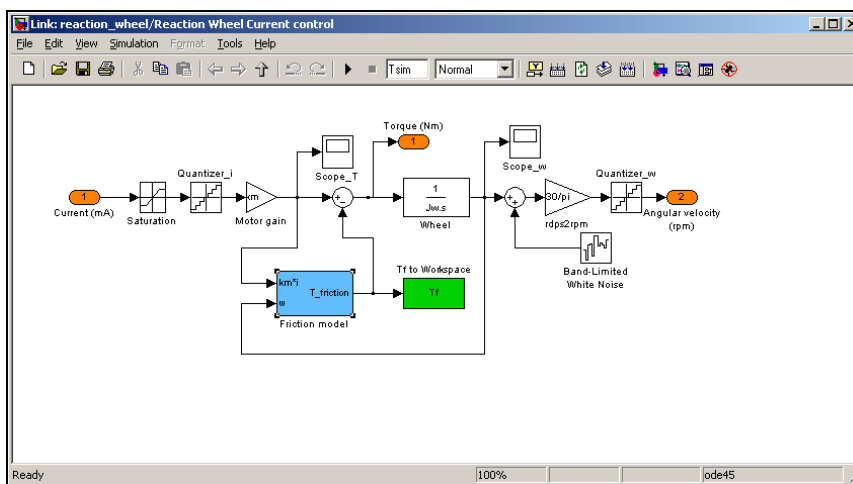 Link: reaction_wheel/Reaction Wheel Current control
File Edit View Simulation Format Tools Help
Tsim Normal
Torque (Nm)
1
Scope_T
Scope_w
Quantizer_i
Quantizer_w
1
Current (mA)
Saturation
km
Motor gain
+
-
1
Jw.s
Wheel
+
+
30/pi
rdps2rpm
2
Angular velocity
(rpm)
Band-Limited
White Noise
km*i
w
T_friction
Friction model
Tf to Workspace
Tf
Ready
100%
ode45